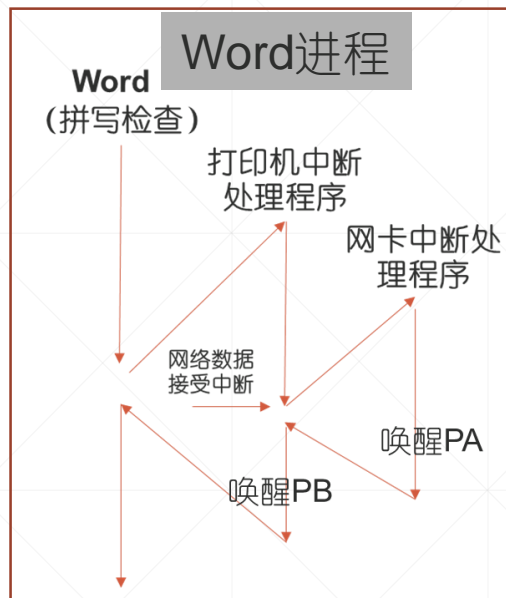 Word进程
Word
(拼写检查)
打印机中断
处理程序
网卡中断处
理程序
网络数据
接受中断
唤醒PA
唤醒PB